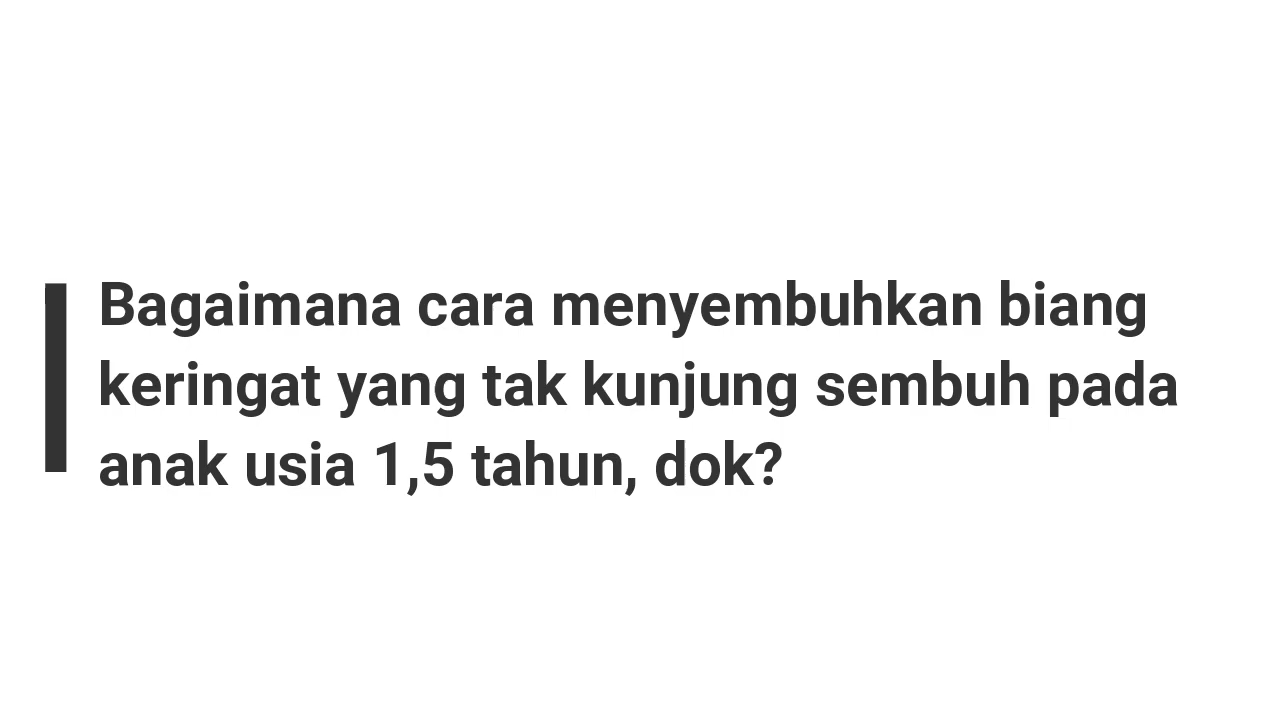 Bagaimana cara menyembuhkan biang
keringat yang tak kunjung sembuh pada
anak usia 1,5 tahun, dok?